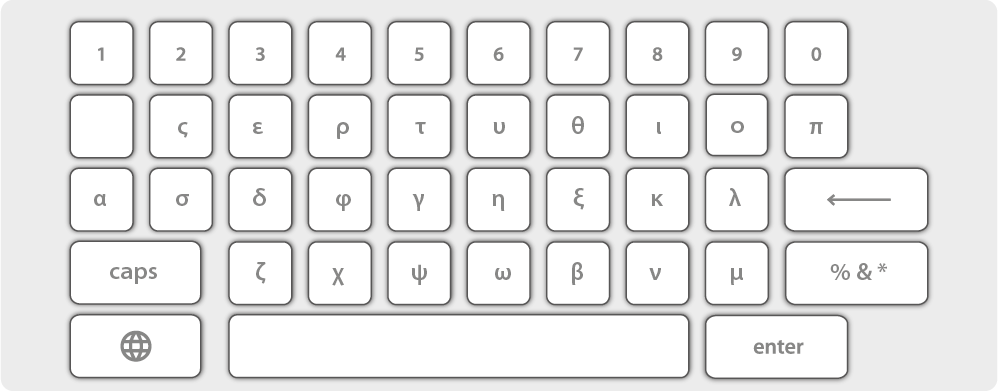 1 2 3 4 5 6 7 8 9 0
ς ε ρ τ υ θ ι ο π
α σ δ φ γ η ξ κ λ
caps ζ χ ψ ω β ν μ % & *
enter